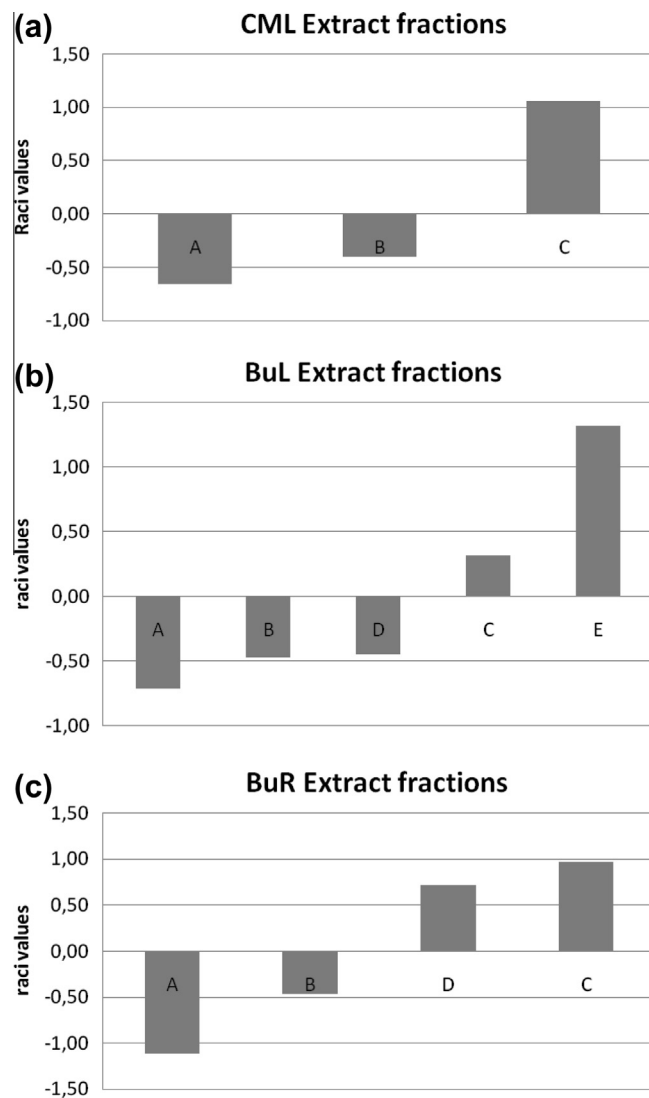 (a) CML Extract fractions
1,50
1,00
0,50
0,00
-0,50
-1,00
Raci values
A B C
(b) BuL Extract fractions
1,50
1,00
0,50
0,00
-0,50
-1,00
raci values
A B D C E
(c) BuR Extract fractions
1,50
1,00
0,50
0,00
-0,50
-1,00
-1,50
raci values
A B D C